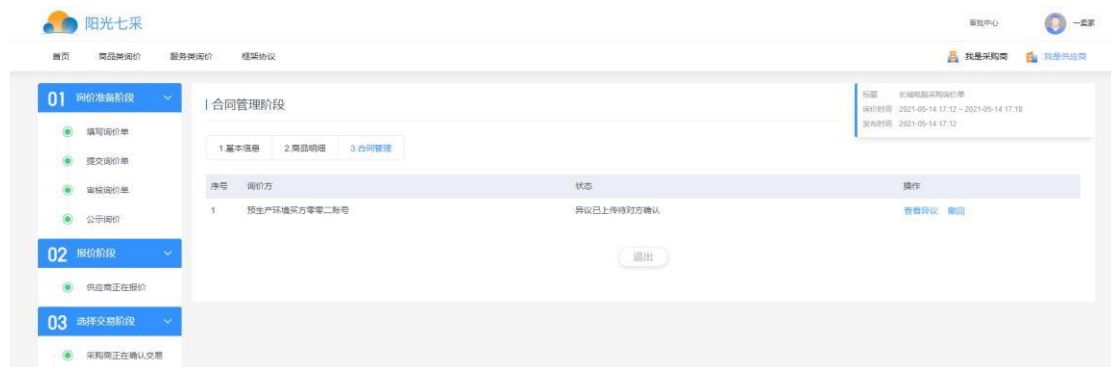 阳光七采
审批中心
一卖家
首页 商品类询价 服务类询价 框架协议
我是采购商 我是供应商
01 询价准备阶段
填写询价单
提交询价单
审核询价单
公示询价
02 报价阶段
供应商正在报价
03 选择交易阶段
采购商正在确认交易
合同管理阶段
标题 长城电脑采购询价单
询价时间 2021-05-14 17:12 ~ 2021-05-14 17:18
发布时间 2021-05-14 17:12
1.基本信息 2.商品明细 3.合同管理
序号 询价方 状态 操作
1 预生产环境买方零零二账号 异议已上传待对方确认 查看异议 撤回
退出